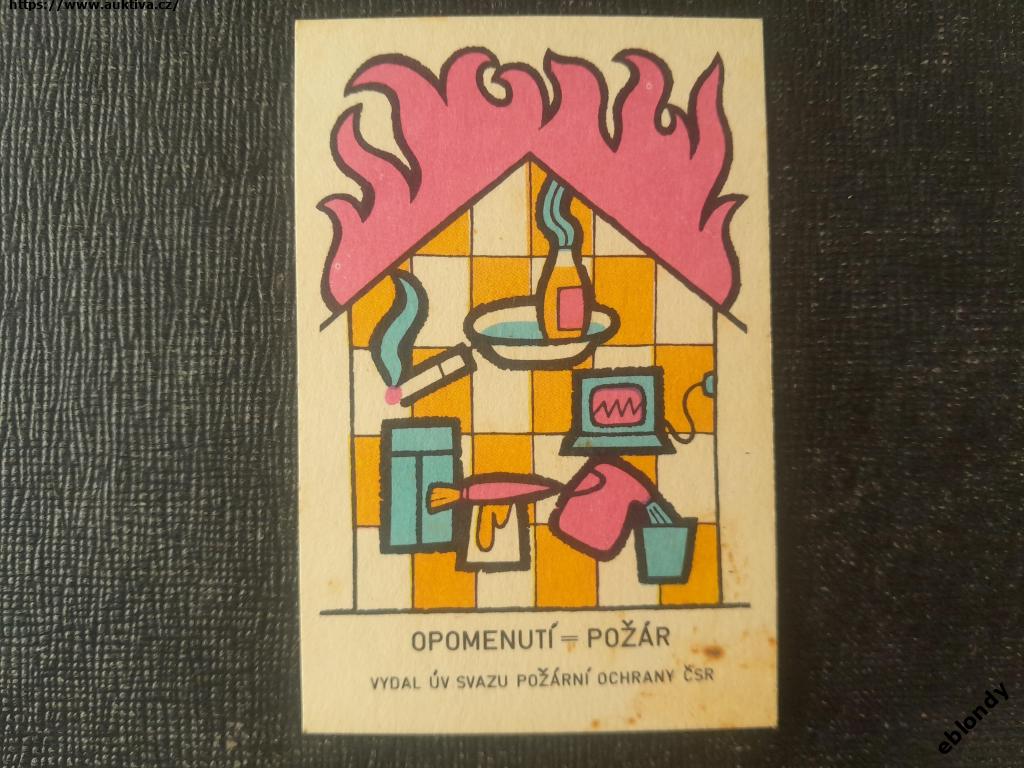 https://www.auktiva.cz/
OPOMENUTÍ = POŽÁR
VYDAL ÚV SVAZU POŽÁRNÍ OCHRANY ČSR
eblondy